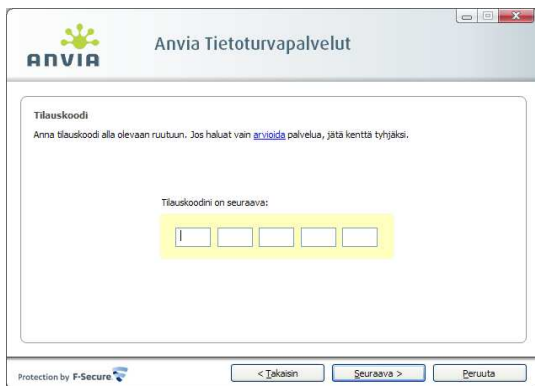 ANVIA
Anvia Tietoturvapalvelut
Tilauskoodi
Anna tilauskoodi alla olevaan ruutuun. Jos haluat vain arvioida palvelua, jätä kenttä tyhjäksi.
Tilauskoodini on seuraava:
Protection by F-Secure
< Takaisin
Seuraava >
Peruuta